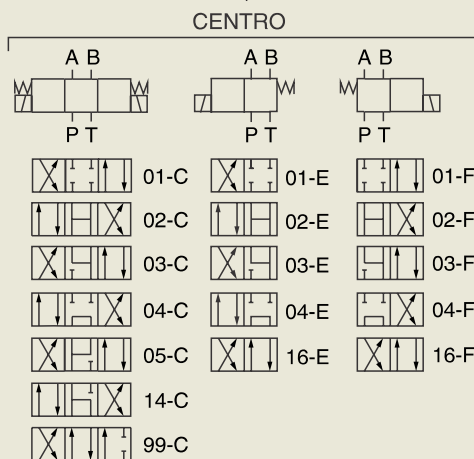 CENTRO
A B A B A B
P T P T P T
01-C 01-E 01-F
02-C 02-E 02-F
03-C 03-E 03-F
04-C 04-E 04-F
05-C 16-E 16-F
14-C
99-C